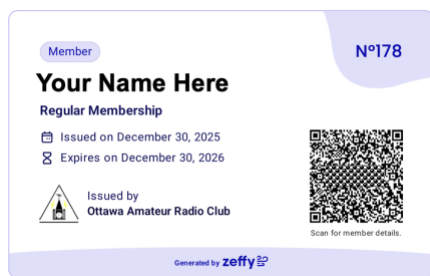 Member
Nº178
Your Name Here
Regular Membership
Issued on December 30, 2025
Expires on December 30, 2026
Issued by
Ottawa Amateur Radio Club
Scan for member details.
Generated by zeffy